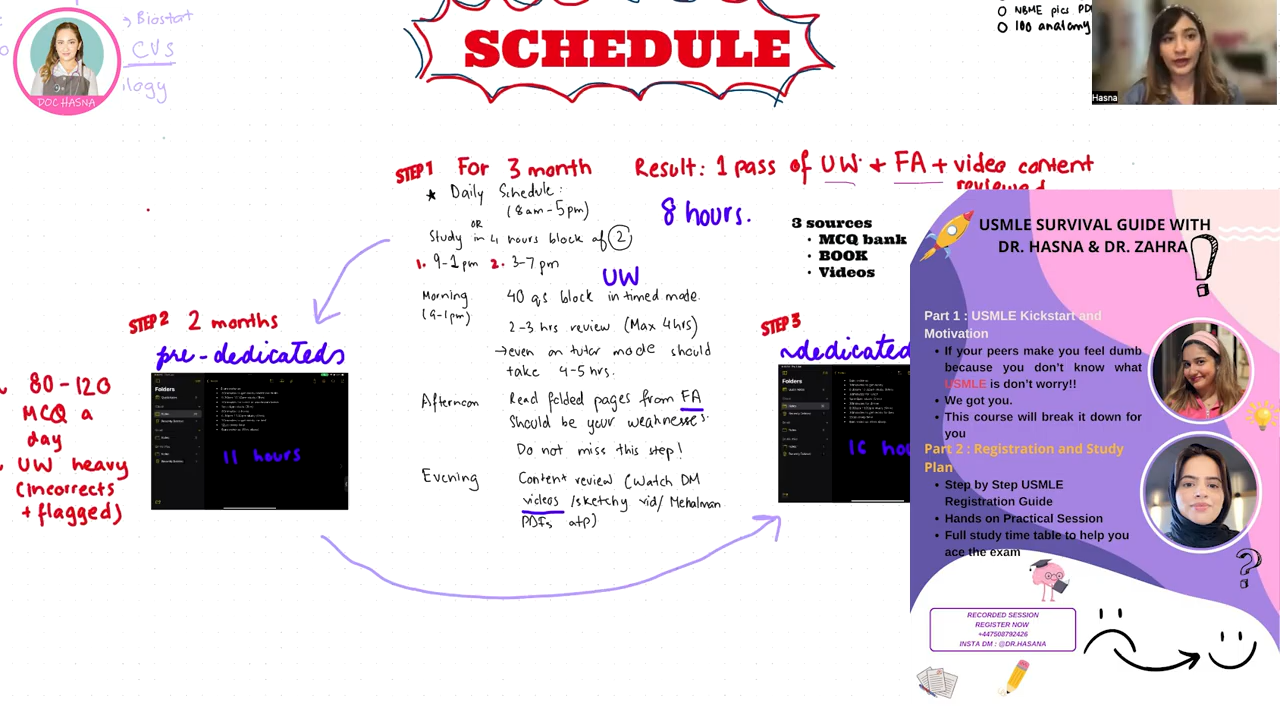 Biostat
CVS
DOC HASNA
SCHEDULE
NBME pics
100 anatomy
Hasna
STEP 1 For 3 month
Result: 1 pass of UW + FA + video content
reviewed
★ Daily Schedule:
(8am-5pm)
8 hours.
OR
Study in 4 hours block of 2
1. 9-1pm 2. 3-7pm
UW
3 sources
• MCQ bank
• BOOK
• Videos
Morning
(9-1pm)
40 qs block in timed mode.
2-3 hrs review (Max 4hrs)
→even on tutor mode should
take 4-5 hrs.
Afternoon
Read folded pages from FA
should be your weaknesses.
Do not miss this step!
Evening
Content review (Watch DM
videos /sketchy vid/ Mehalman
PDFs atp)
STEP 2 2 months
pre-dedicated
80-120
MCQ a
day
UW heavy
(incorrects
+ flagged)
Folders
11 hours
STEP 3
dedicated
Folders
16 hou
USMLE SURVIVAL GUIDE WITH
DR. HASNA & DR. ZAHRA
Part 1 : USMLE Kickstart and
Motivation
• If your peers make you feel dumb
because you don't know what
USMLE is don't worry!!
• We got you.
• This course will break it down for
you
Part 2 : Registration and Study
Plan
• Step by Step USMLE
Registration Guide
• Hands on Practical Session
• Full study time table to help you
ace the exam
RECORDED SESSION
REGISTER NOW
+447508792426
INSTA DM : @DR.HASANA